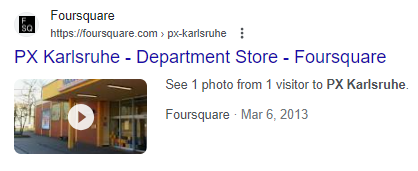 FSQ
Foursquare
https://foursquare.com › px-karlsruhe
PX Karlsruhe - Department Store - Foursquare
See 1 photo from 1 visitor to PX Karlsruhe.
Foursquare · Mar 6, 2013